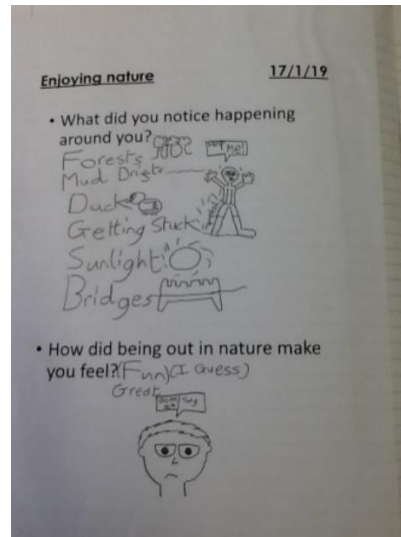 Enjoying nature 17/1/19
• What did you notice happening
around you?
Forests
Mud
Ducks
Getting Stuck
Sunlight
Bridges
• How did being out in nature make
you feel? (Fun) (I Guess)
Great